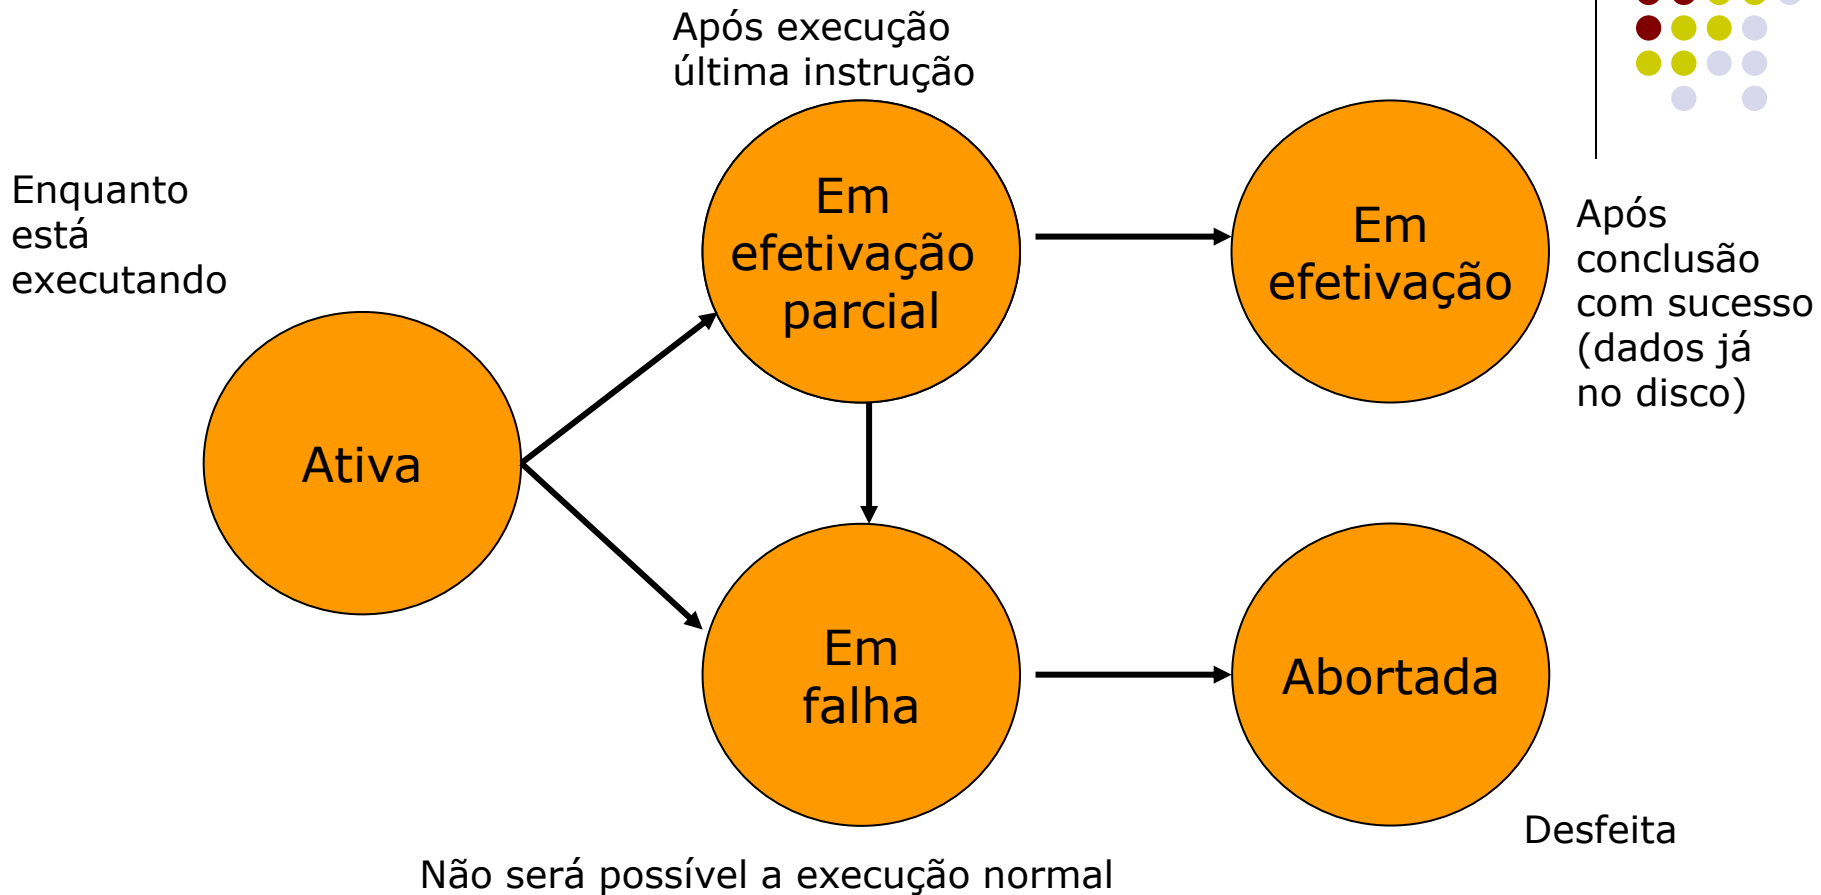 Após execução
última instrução
Enquanto
está
executando
Em
efetivação
parcial
Em
efetivação
Após
conclusão
com sucesso
(dados já
no disco)
Ativa
Em
falha
Abortada
Desfeita
Não será possível a execução normal